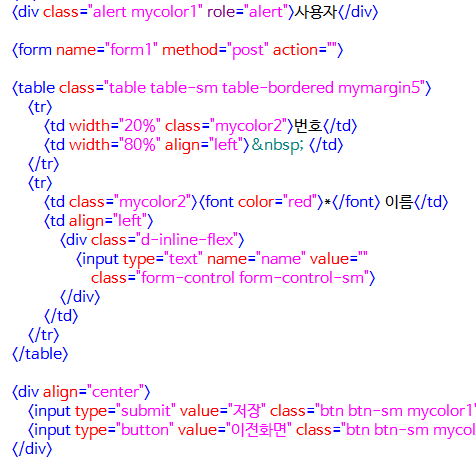 <div class="alert mycolor1" role="alert">사용자</div>
<form name="form1" method="post" action="">
<table class="table table-sm table-bordered mymargin5">
<tr>
<td width="20%" class="mycolor2">번호</td>
<td width="80%" align="left">&nbsp; </td>
</tr>
<tr>
<td class="mycolor2"><font color="red">*</font> 이름</td>
<td align="left">
<div class="d-inline-flex">
<input type="text" name="name" value=""
class="form-control form-control-sm">
</div>
</td>
</tr>
</table>
<div align="center">
<input type="submit" value="저장" class="btn btn-sm mycolor1"
<input type="button" value="이전화면" class="btn btn-sm mycol
</div>